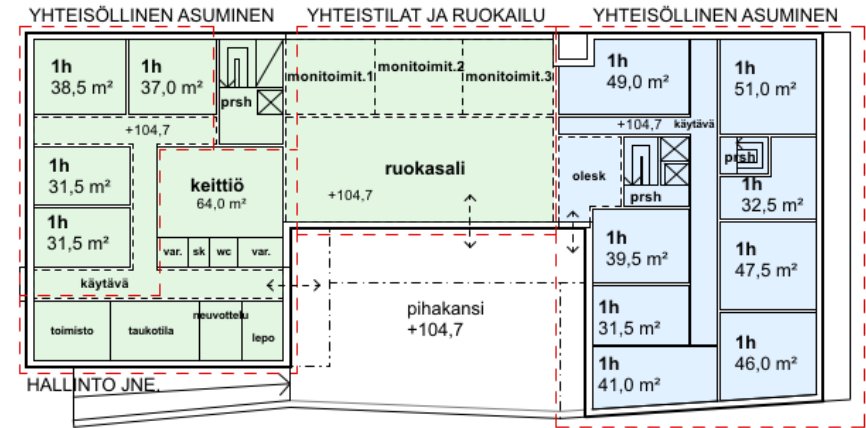 YHTEISÖLLINEN ASUMINEN
YHTEISTILAT JA RUOKAILU
YHTEISÖLLINEN ASUMINEN
1h
38,5 m²
1h
37,0 m²
prsh
monitoimit.1
monitoimit.2
monitoimit.3
1h
49,0 m²
1h
51,0 m²
+104,7
+104,7
käytävä
1h
31,5 m²
keittiö
64,0 m²
ruokasali
+104,7
olesk
prsh
prsh
1h
32,5 m²
1h
31,5 m²
var.
sk
wc
var.
1h
39,5 m²
1h
47,5 m²
käytävä
pihakansi
+104,7
toimisto
taukotila
neuvottelu
lepo
1h
31,5 m²
1h
46,0 m²
1h
41,0 m²
HALLINTO JNE.